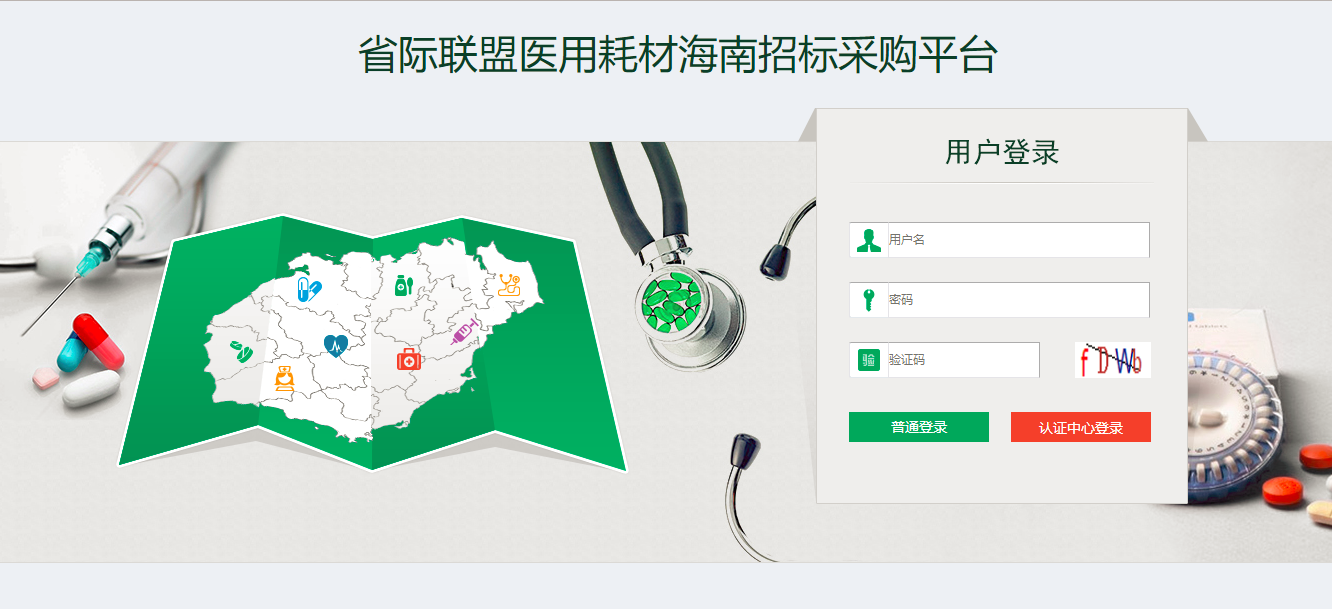 省际联盟医用耗材海南招标采购平台
用户登录
用户名
密码
验
验证码
fDWb
普通登录
认证中心登录